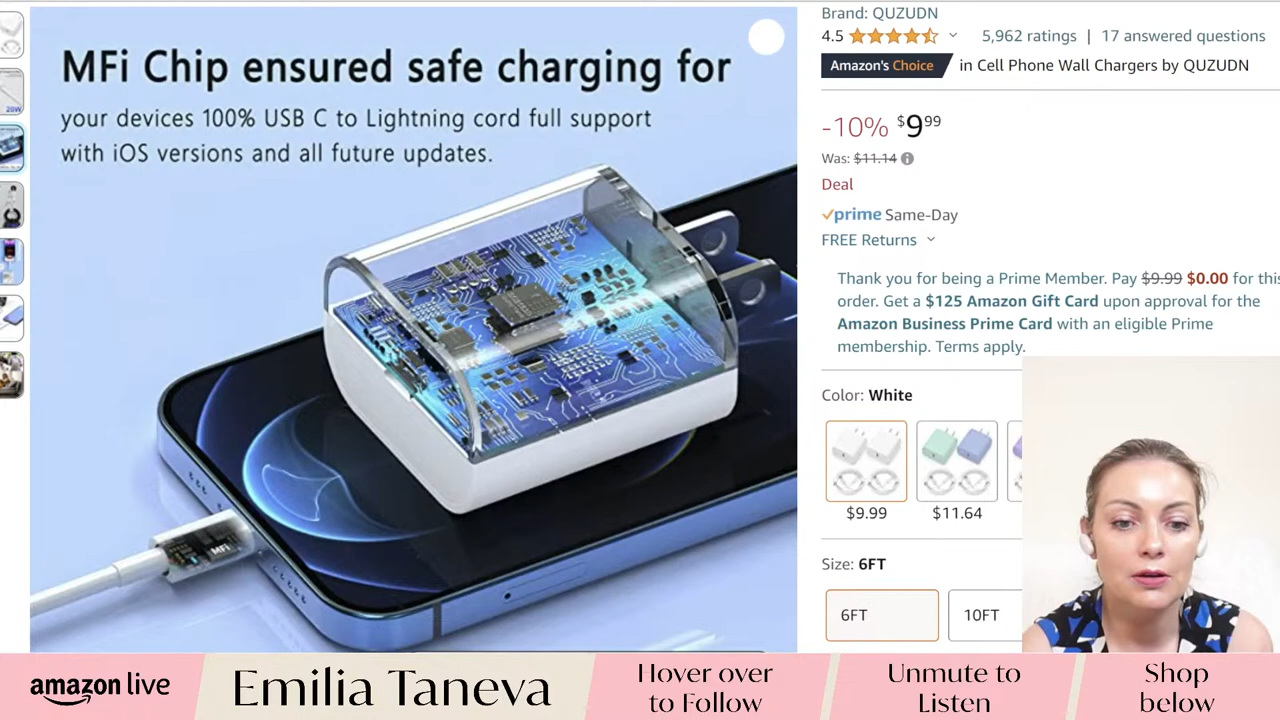 MFi Chip ensured safe charging for
your devices 100% USB C to Lightning cord full support
with iOS versions and all future updates.
MFi
20W
Brand: QUZUDN
4.5 5,962 ratings | 17 answered questions
Amazon's Choice in Cell Phone Wall Chargers by QUZUDN
-10% $9.99
Was: $11.14
Deal
prime Same-Day
FREE Returns
Thank you for being a Prime Member. Pay $9.99 $0.00 for this
order. Get a $125 Amazon Gift Card upon approval for the
Amazon Business Prime Card with an eligible Prime
membership. Terms apply.
Color: White
$9.99 $11.64
Size: 6FT
6FT 10FT
amazon live
Emilia Taneva
Hover over
to Follow
Unmute to
Listen
Shop
below